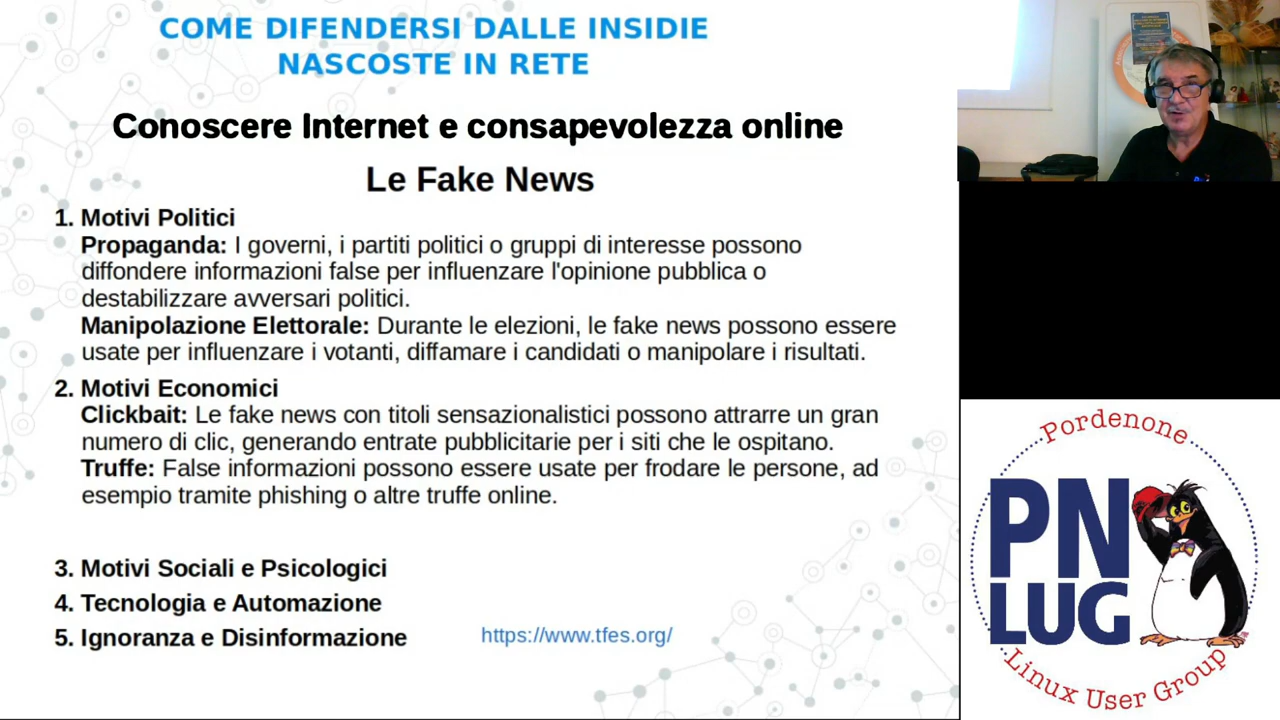 COME DIFENDERSI DALLE INSIDIE
NASCOSTE IN RETE
Conoscere Internet e consapevolezza online
Le Fake News
1. Motivi Politici
Propaganda: I governi, i partiti politici o gruppi di interesse possono
diffondere informazioni false per influenzare l'opinione pubblica o
destabilizzare avversari politici.
Manipolazione Elettorale: Durante le elezioni, le fake news possono essere
usate per influenzare i votanti, diffamare i candidati o manipolare i risultati.
2. Motivi Economici
Clickbait: Le fake news con titoli sensazionalistici possono attrarre un gran
numero di clic, generando entrate pubblicitarie per i siti che le ospitano.
Truffe: False informazioni possono essere usate per frodare le persone, ad
esempio tramite phishing o altre truffe online.
3. Motivi Sociali e Psicologici
4. Tecnologia e Automazione
5. Ignoranza e Disinformazione
https://www.tfes.org/
Pordenone
PN
LUG
Linux User Group